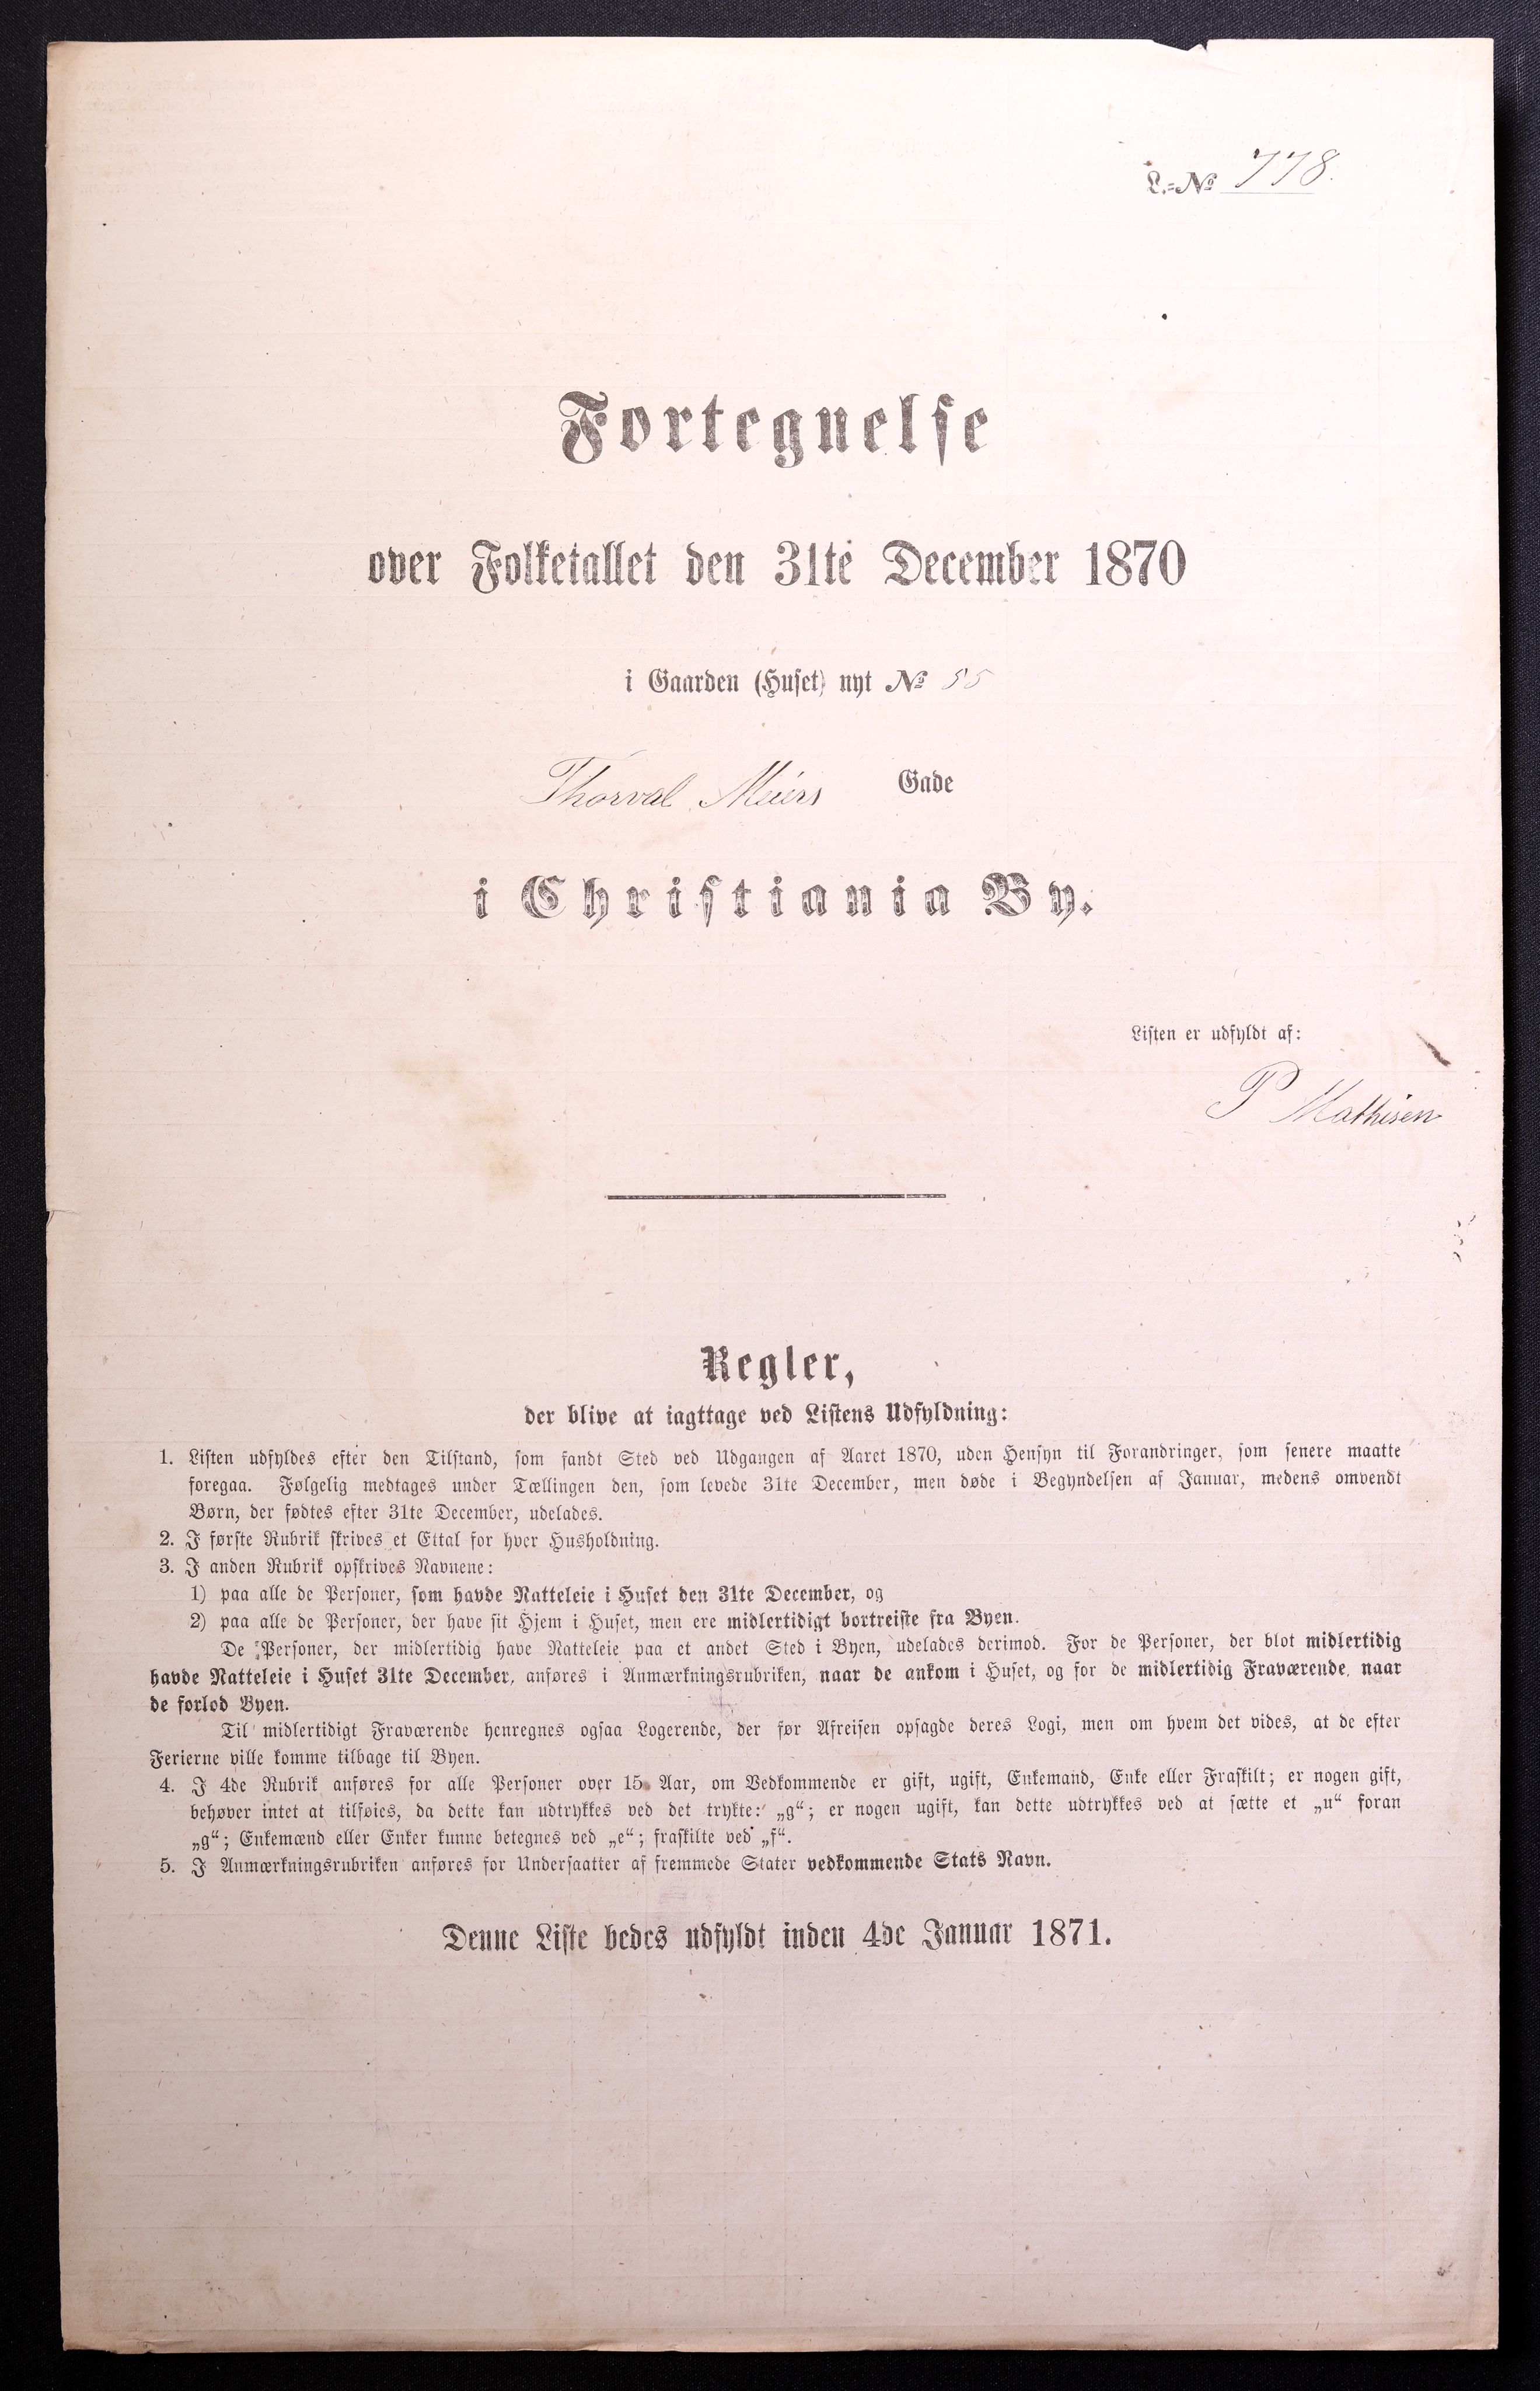 L.-№ 778.
Fortegnelse
over Folketallet den 31te December 1870
i Gaarden (Huset) nyt № 55
Thorval Meiers Gade
i Christiania By.
Listen er udfyldt af:
P Mathisen
Regler,
der blive at iagttage ved Listens Udfyldning:
1. Listen udfyldes efter den Tilstand, som fandt Sted ved Udgangen af Aaret 1870, uden Hensyn til Forandringer, som senere maatte
foregaa. Følgelig medtages under Tællingen den, som levede 31te December, men døde i Begyndelsen af Januar, medens omvendt
Børn, der fødtes efter 31te December, udelades.
2. I første Rubrik skrives et Ettal for hver Husholdning.
3. I anden Rubrik opskrives Navnene:
1) paa alle de Personer, som havde Natteleie i Huset den 31te December, og
2) paa alle de Personer, der have sit Hjem i Huset, men ere midlertidigt bortreiste fra Byen.
De Personer, der midlertidig have Natteleie paa et andet Sted i Byen, udelades derimod. For de Personer, der blot midlertidig
havde Natteleie i Huset 31te December, anføres i Anmærkningsrubriken, naar de ankom i Huset, og for de midlertidig Fraværende, naar
de forlod Byen.
Til midlertidigt Fraværende henregnes ogsaa Logerende, der før Afreisen opsagde deres Logi, men om hvem det vides, at de efter
Ferierne ville komme tilbage til Byen.
4. I 4de Rubrik anføres for alle Personer over 15 Aar, om Vedkommende er gift, ugift, Enkemand, Enke eller Fraskilt; er nogen gift,
behøver intet at tilføies, da dette kan udtrykkes ved det trykte: „g“; er nogen ugift, kan dette udtrykkes ved at sætte et „u“ foran
„g“; Enkemænd eller Enker kunne betegnes ved „e“; fraskilte ved „f“.
5. I Anmærkningsrubriken anføres for Undersaatter af fremmede Stater vedkommende Stats Navn.
Denne Liste bedes udfyldt inden 4de Januar 1871.